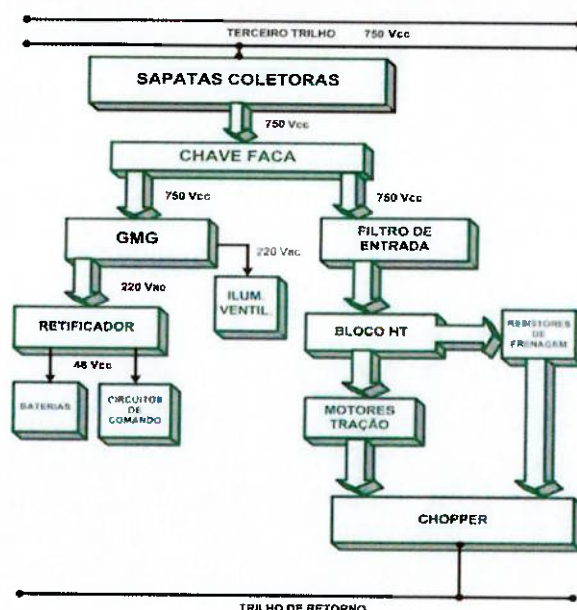 TERCEIRO TRILHO 750 Vcc
SAPATAS COLETORAS
750 Vcc
CHAVE FACA
750 Vcc
750 Vcc
GMG
FILTRO DE
ENTRADA
220 Vac
220 Vac
ILUM.
VENTIL.
RETIFICADOR
BLOCO HT
RESISTORES
DE
FRENAGEM
48 Vcc
BATERIAS
CIRCUITOS
DE
COMANDO
MOTORES
TRAÇÃO
CHOPPER
TRILHO DE RETORNO